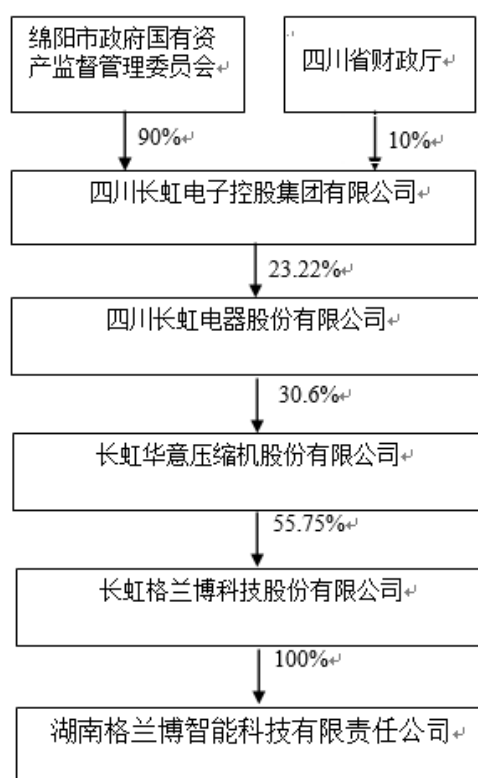 绵阳市政府国有资
产监督管理委员会
四川省财政厅
90%
10%
四川长虹电子控股集团有限公司
23.22%
四川长虹电器股份有限公司
30.6%
长虹华意压缩机股份有限公司
55.75%
长虹格兰博科技股份有限公司
100%
湖南格兰博智能科技有限责任公司